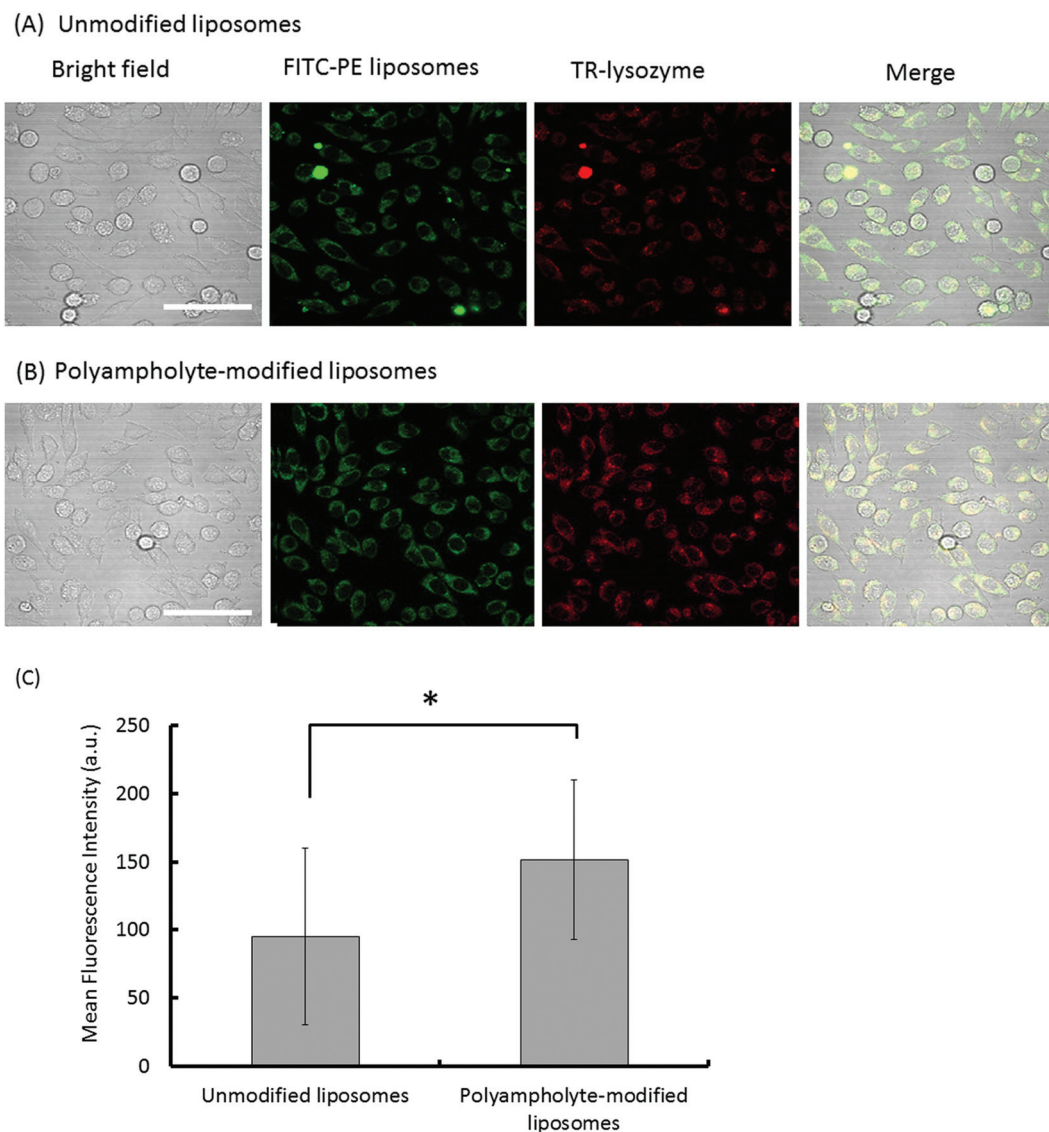 (A) Unmodified liposomes
Bright field FITC-PE liposomes TR-lysozyme Merge
(B) Polyampholyte-modified liposomes
(C)
*
Mean Fluorescence Intensity (a.u.)
250
200
150
100
50
0
Unmodified liposomes Polyampholyte-modified
liposomes